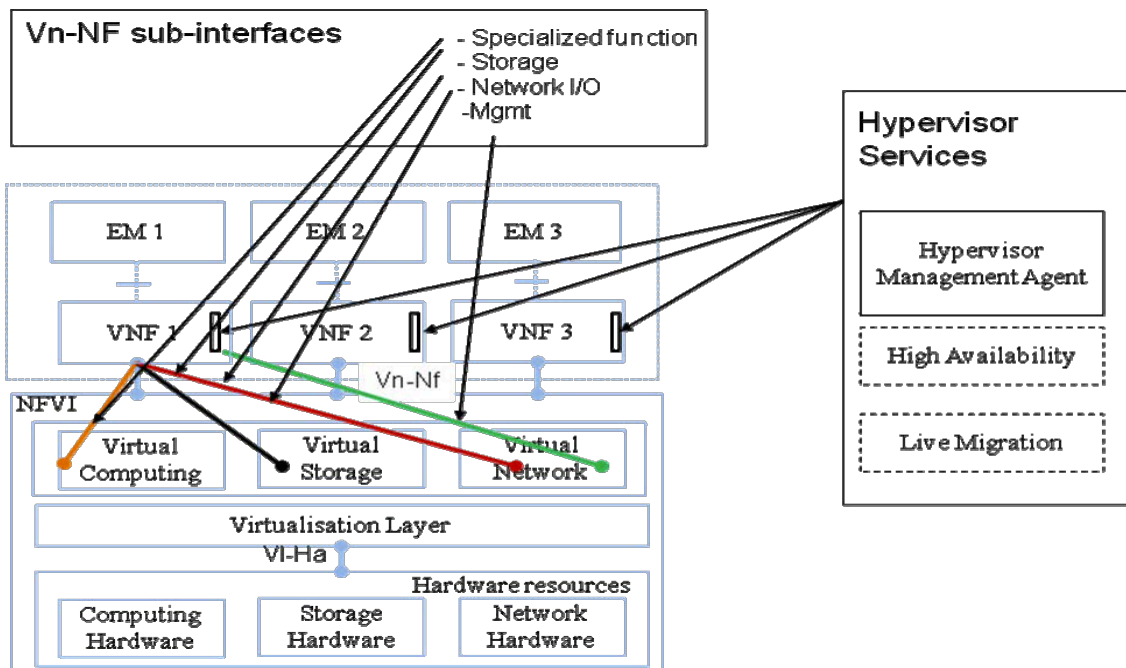 Vn-NF sub-interfaces
- Specialized function
- Storage
- Network I/O
-Mgmt
Hypervisor
Services
Hypervisor
Management Agent
High Availability
Live Migration
EM 1
EM 2
EM 3
VNF 1
VNF 2
VNF 3
Vn-Nf
NFVI
Virtual
Computing
Virtual
Storage
Virtual
Network
Virtualisation Layer
VI-Ha
Hardware resources
Computing
Hardware
Storage
Hardware
Network
Hardware